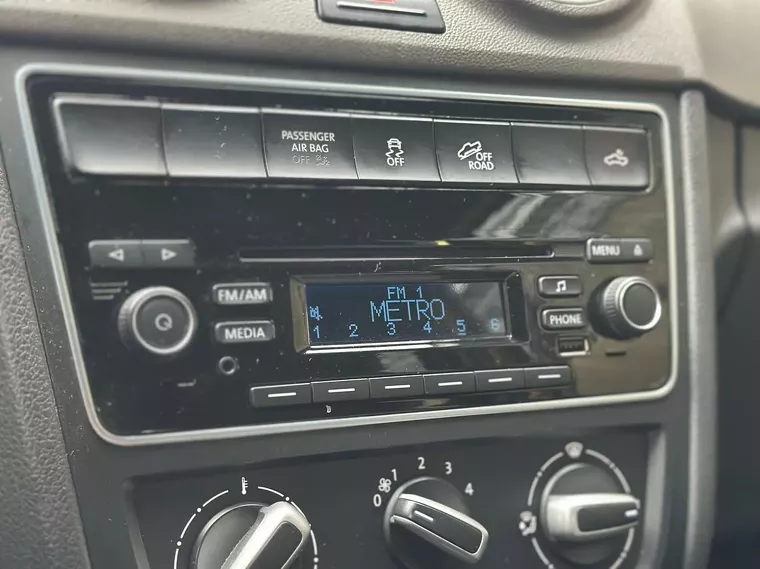 PASSENGER
AIR BAG
OFF
OFF
OFF
ROAD
MENU
FM/AM
FM 1
METRO
1 2 3 4 5 6
MEDIA
PHONE
0 1 2 3 4